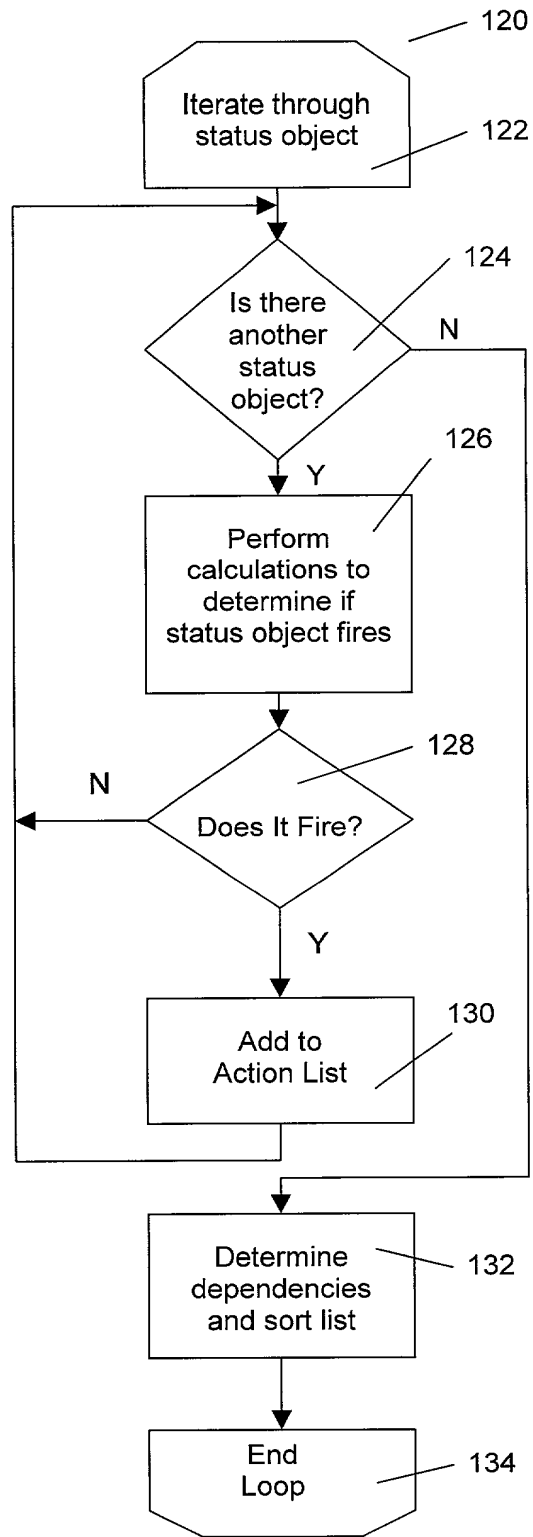 120
Iterate through
status object
122
124
Is there
another
status
object?
N
126
Y
Perform
calculations to
determine if
status object fires
128
N
Does It Fire?
Y
130
Add to
Action List
Determine
dependencies
and sort list
132
End
Loop
134